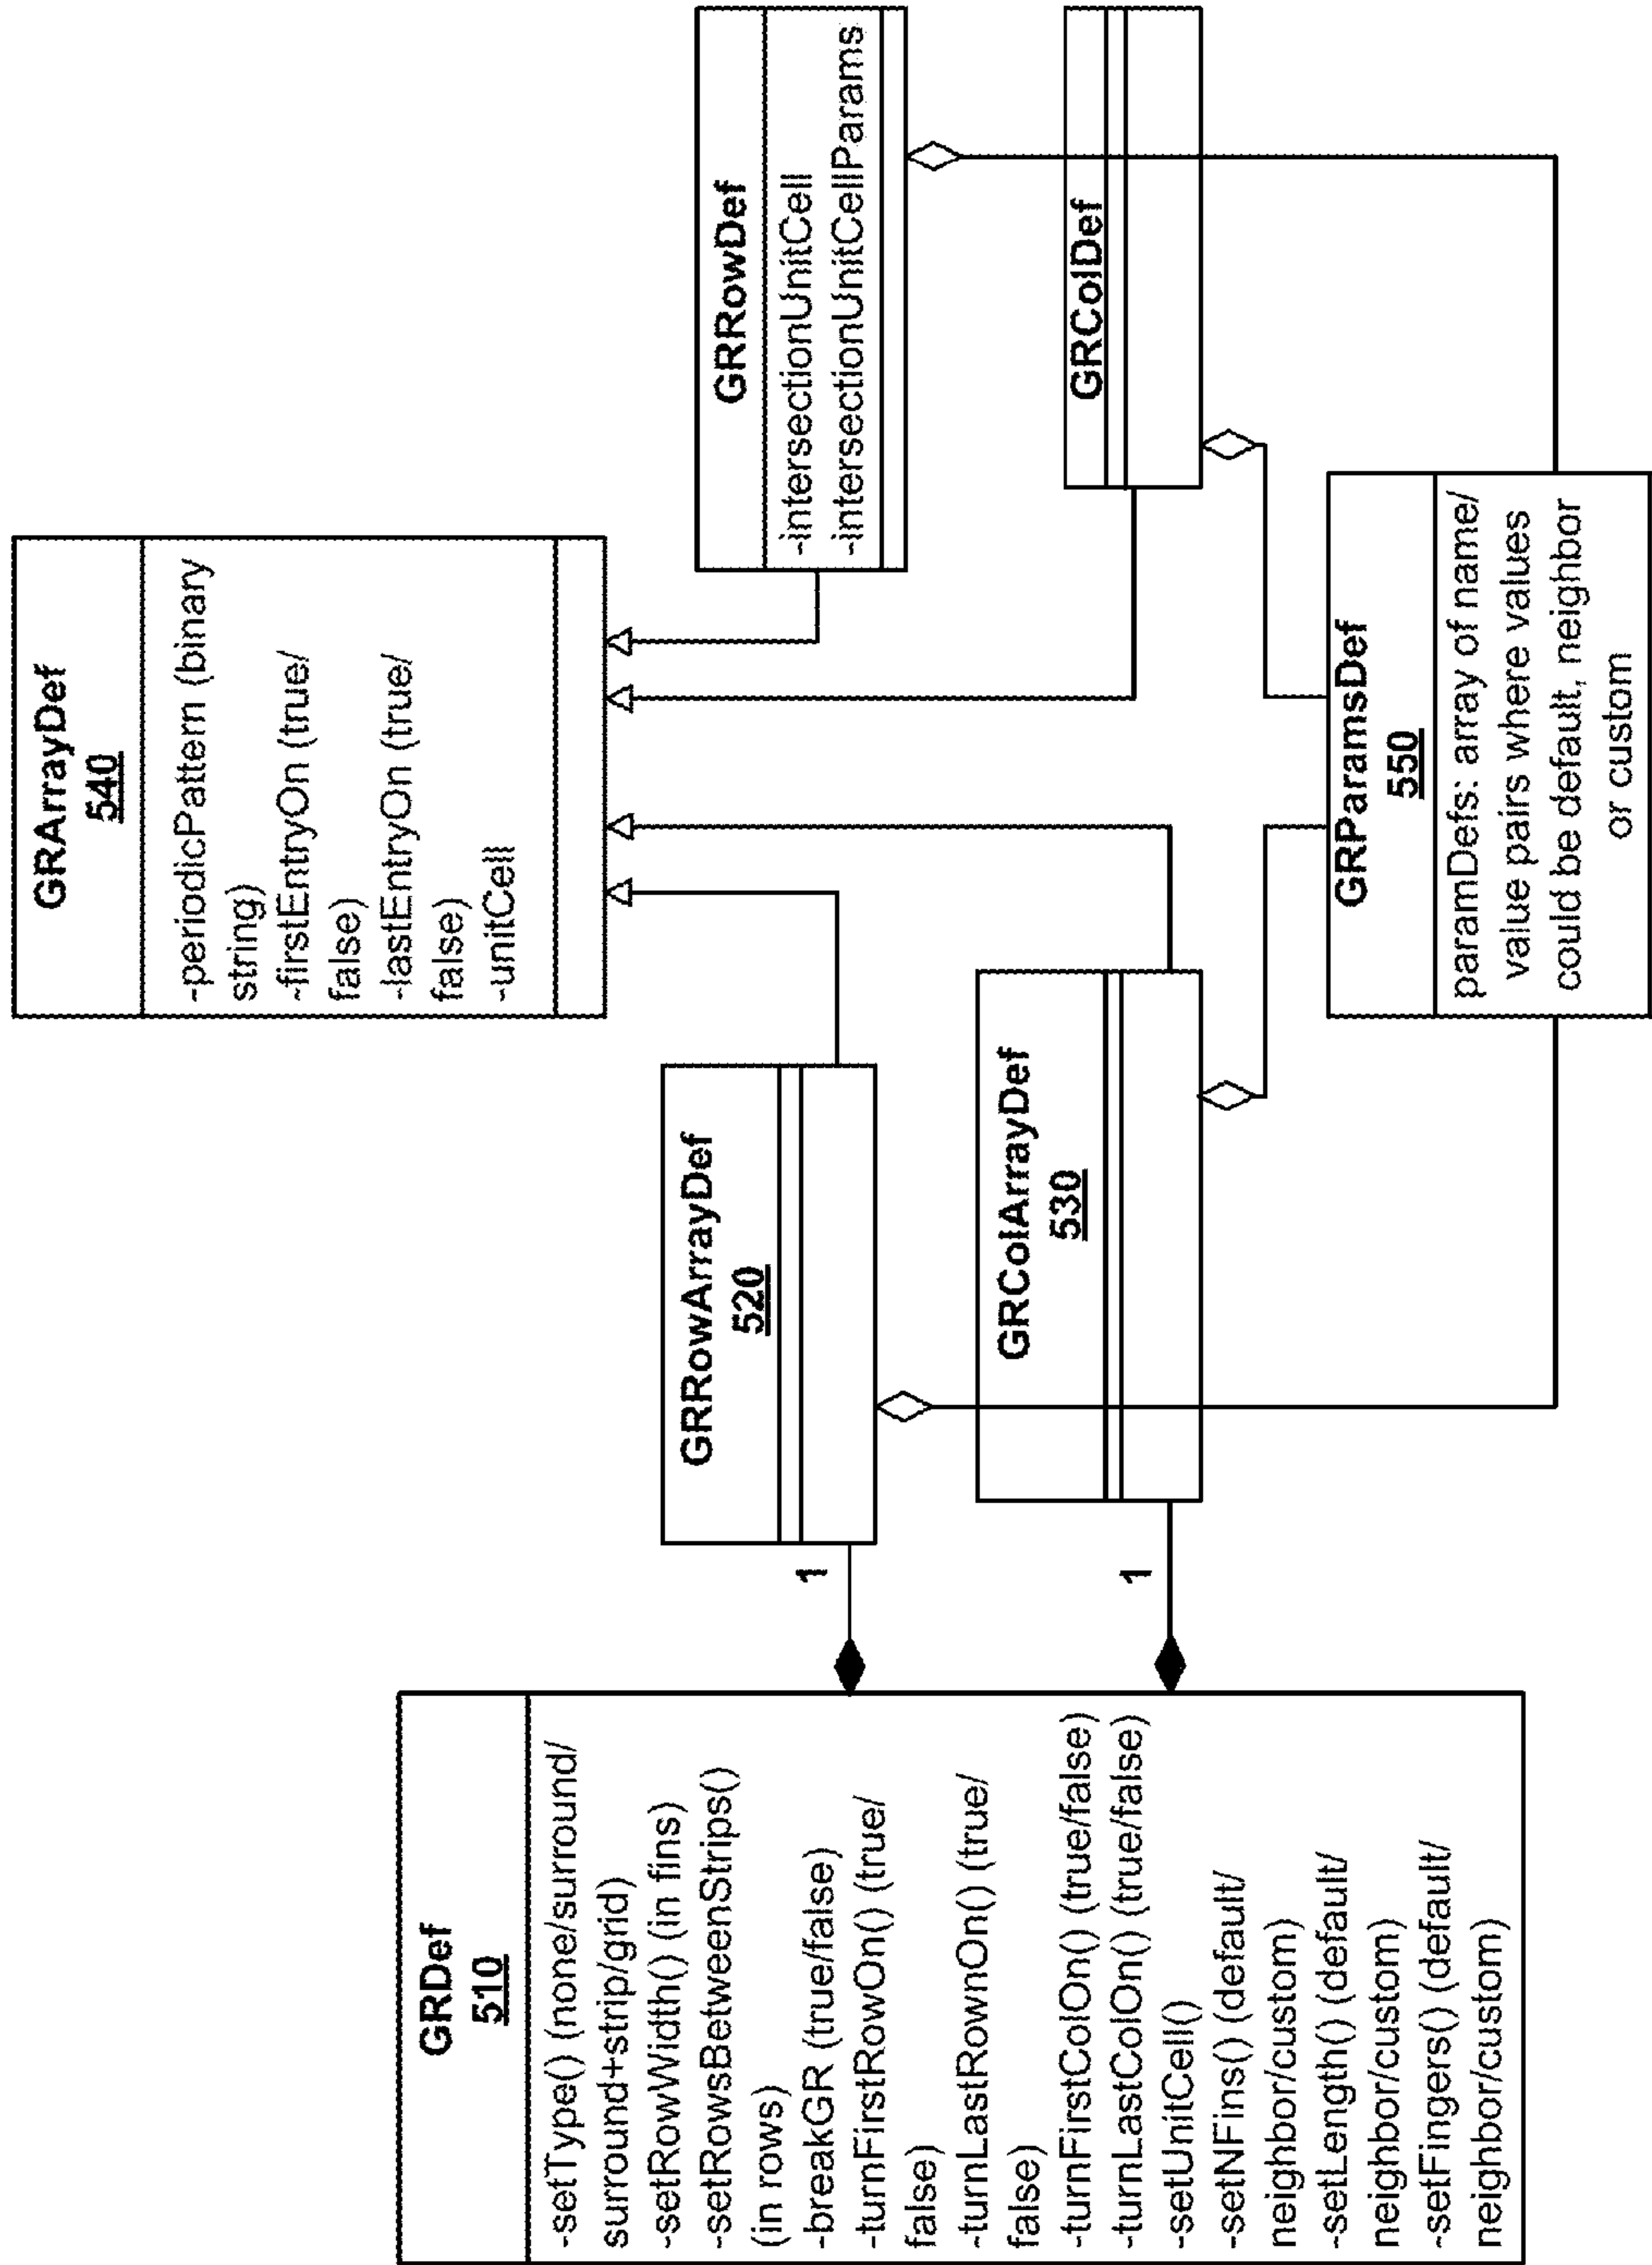 GRDef
510
-setType() (none/surround/
surround+strip/grid)
-setRowWidth() (in fins)
-setRowsBetweenStrips()
(in rows)
-breakGR (true/false)
-turnFirstRowOn() (true/
false)
-turnLastRownOn() (true/
false)
-turnFirstColOn() (true/false)
-turnLastColOn() (true/false)
-setUnitCell()
-setNFins() (default/
neighbor/custom)
-setLength() (default/
neighbor/custom)
-setFingers() (default/
neighbor/custom)
1
1
GRRowArrayDef
520
GRColArrayDef
530
GRArrayDef
540
-periodicPattern (binary
string)
-firstEntryOn (true/
false)
-lastEntryOn (true/
false)
-unitCell
GRParamsDef
550
paramDefs: array of name/
value pairs where values
could be default, neighbor
or custom
GRRowDef
-intersectionUnitCell
-intersectionUnitCellParams
GRColDef